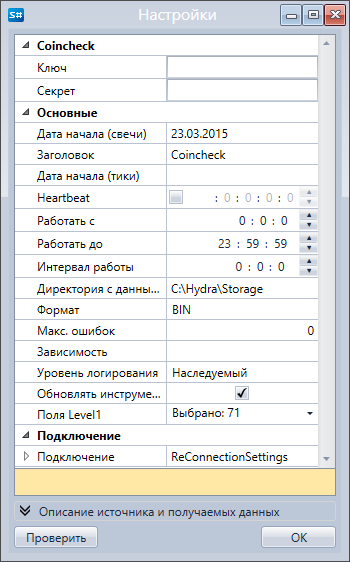 S# Настройки
Coincheck
Ключ
Секрет
Основные
Дата начала (свечи) 23.03.2015
Заголовок Coincheck
Дата начала (тики)
Heartbeat : 0 : 0 : 0 : 0
Работать с 0 : 0 : 0
Работать до 23 : 59 : 59
Интервал работы 0 : 0 : 0
Директория с данны... C:\Hydra\Storage
Формат BIN
Макс. ошибок 0
Зависимость
Уровень логирования Наследуемый
Обновлять инструме...
Поля Level1 Выбрано: 71
Подключение
Подключение ReConnectionSettings
Описание источника и получаемых данных
Проверить OK